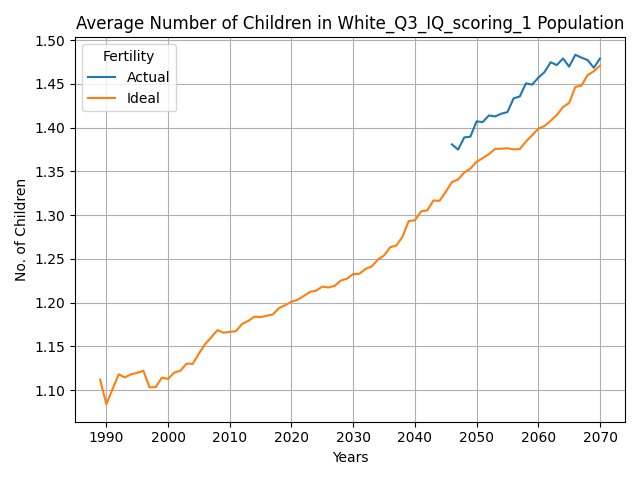 Average Number of Children in White_Q3_IQ_scoring_1 Population
1.50
1.45
1.40
1.35
1.30
1.25
1.20
1.15
1.10
No. of Children
Fertility
Actual
Ideal
1990 2000 2010 2020 2030 2040 2050 2060 2070
Years